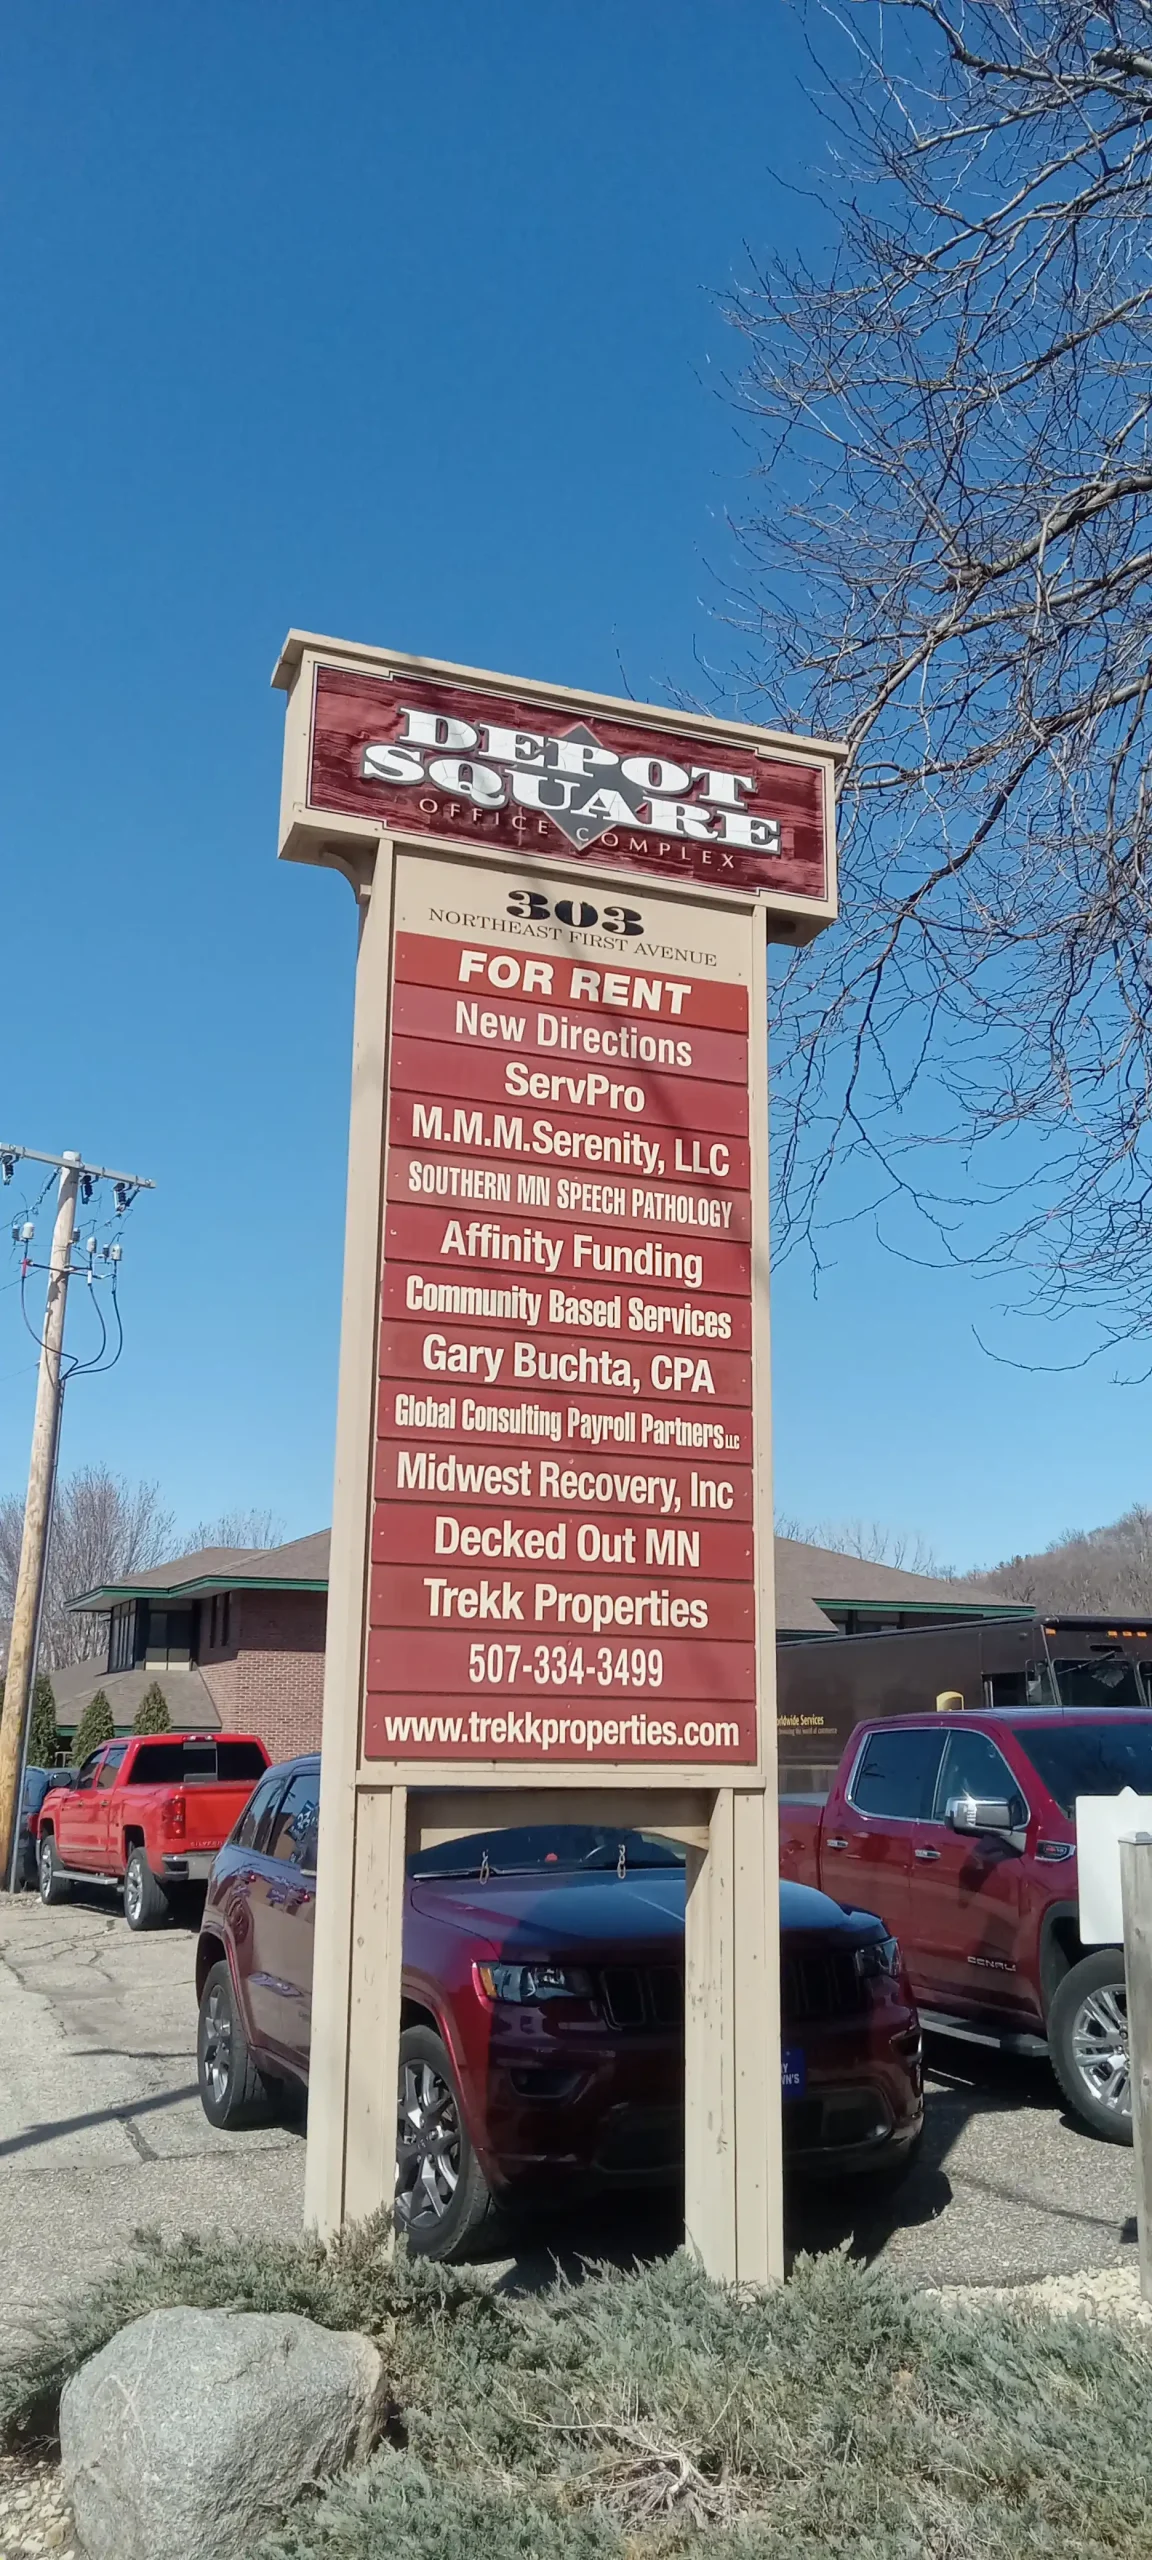 DEPOT
SQUARE
OFFICE COMPLEX
303
NORTHEAST FIRST AVENUE
FOR RENT
New Directions
ServPro
M.M.M.Serenity, LLC
SOUTHERN MN SPEECH PATHOLOGY
Affinity Funding
Community Based Services
Gary Buchta, CPA
Global Consulting Payroll Partners LLC
Midwest Recovery, Inc
Decked Out MN
Trekk Properties
507-334-3499
www.trekkproperties.com
Services
DENALI